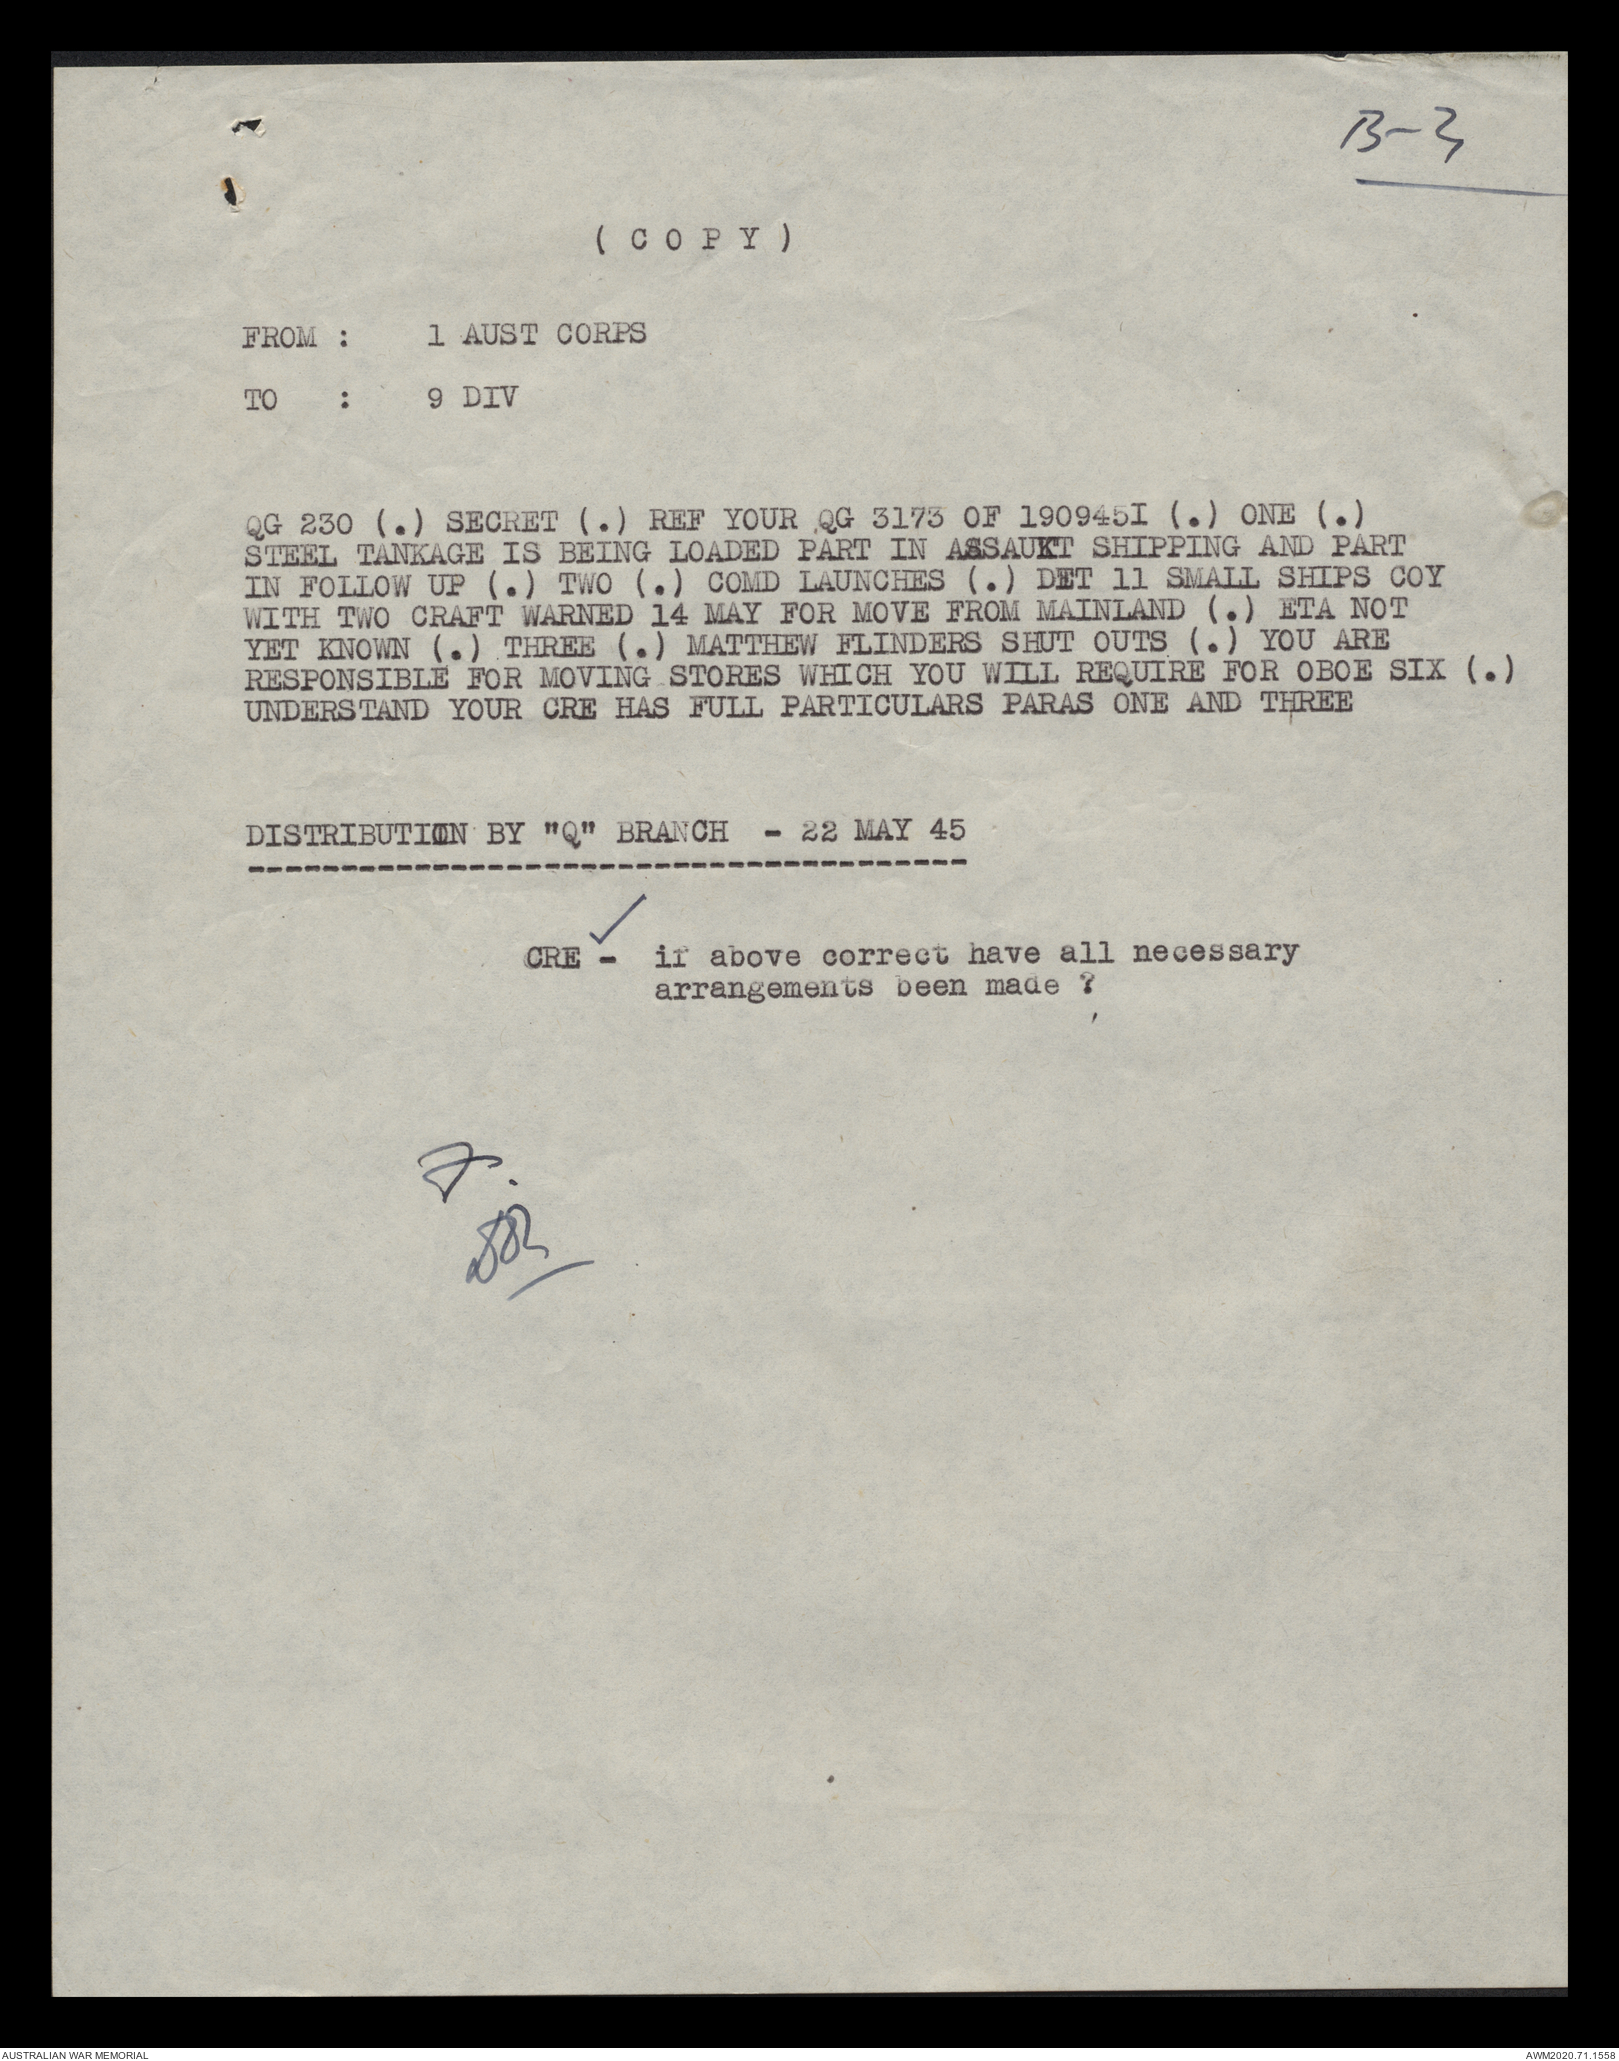 B-3
( C O P Y )
FROM : 1 AUST CORPS
TO : 9 DIV
QG 230 (.) SECRET (.) REF YOUR QG 3173 OF 190945I (.) ONE (.)
STEEL TANKAGE IS BEING LOADED PART IN ASSAULT SHIPPING AND PART
IN FOLLOW UP (.) TWO (.) COMD LAUNCHES (.) DET 11 SMALL SHIPS COY
WITH TWO CRAFT WARNED 14 MAY FOR MOVE FROM MAINLAND (.) ETA NOT
YET KNOWN (.) THREE (.) MATTHEW FLINDERS SHUT OUTS (.) YOU ARE
RESPONSIBLE FOR MOVING STORES WHICH YOU WILL REQUIRE FOR OBOE SIX (.)
UNDERSTAND YOUR CRE HAS FULL PARTICULARS PARAS ONE AND THREE
DISTRIBUTION BY "Q" BRANCH - 22 MAY 45
CRE - if above correct have all necessary
arrangements been made ?
AUSTRALIAN WAR MEMORIAL
AWM2020.71.1558